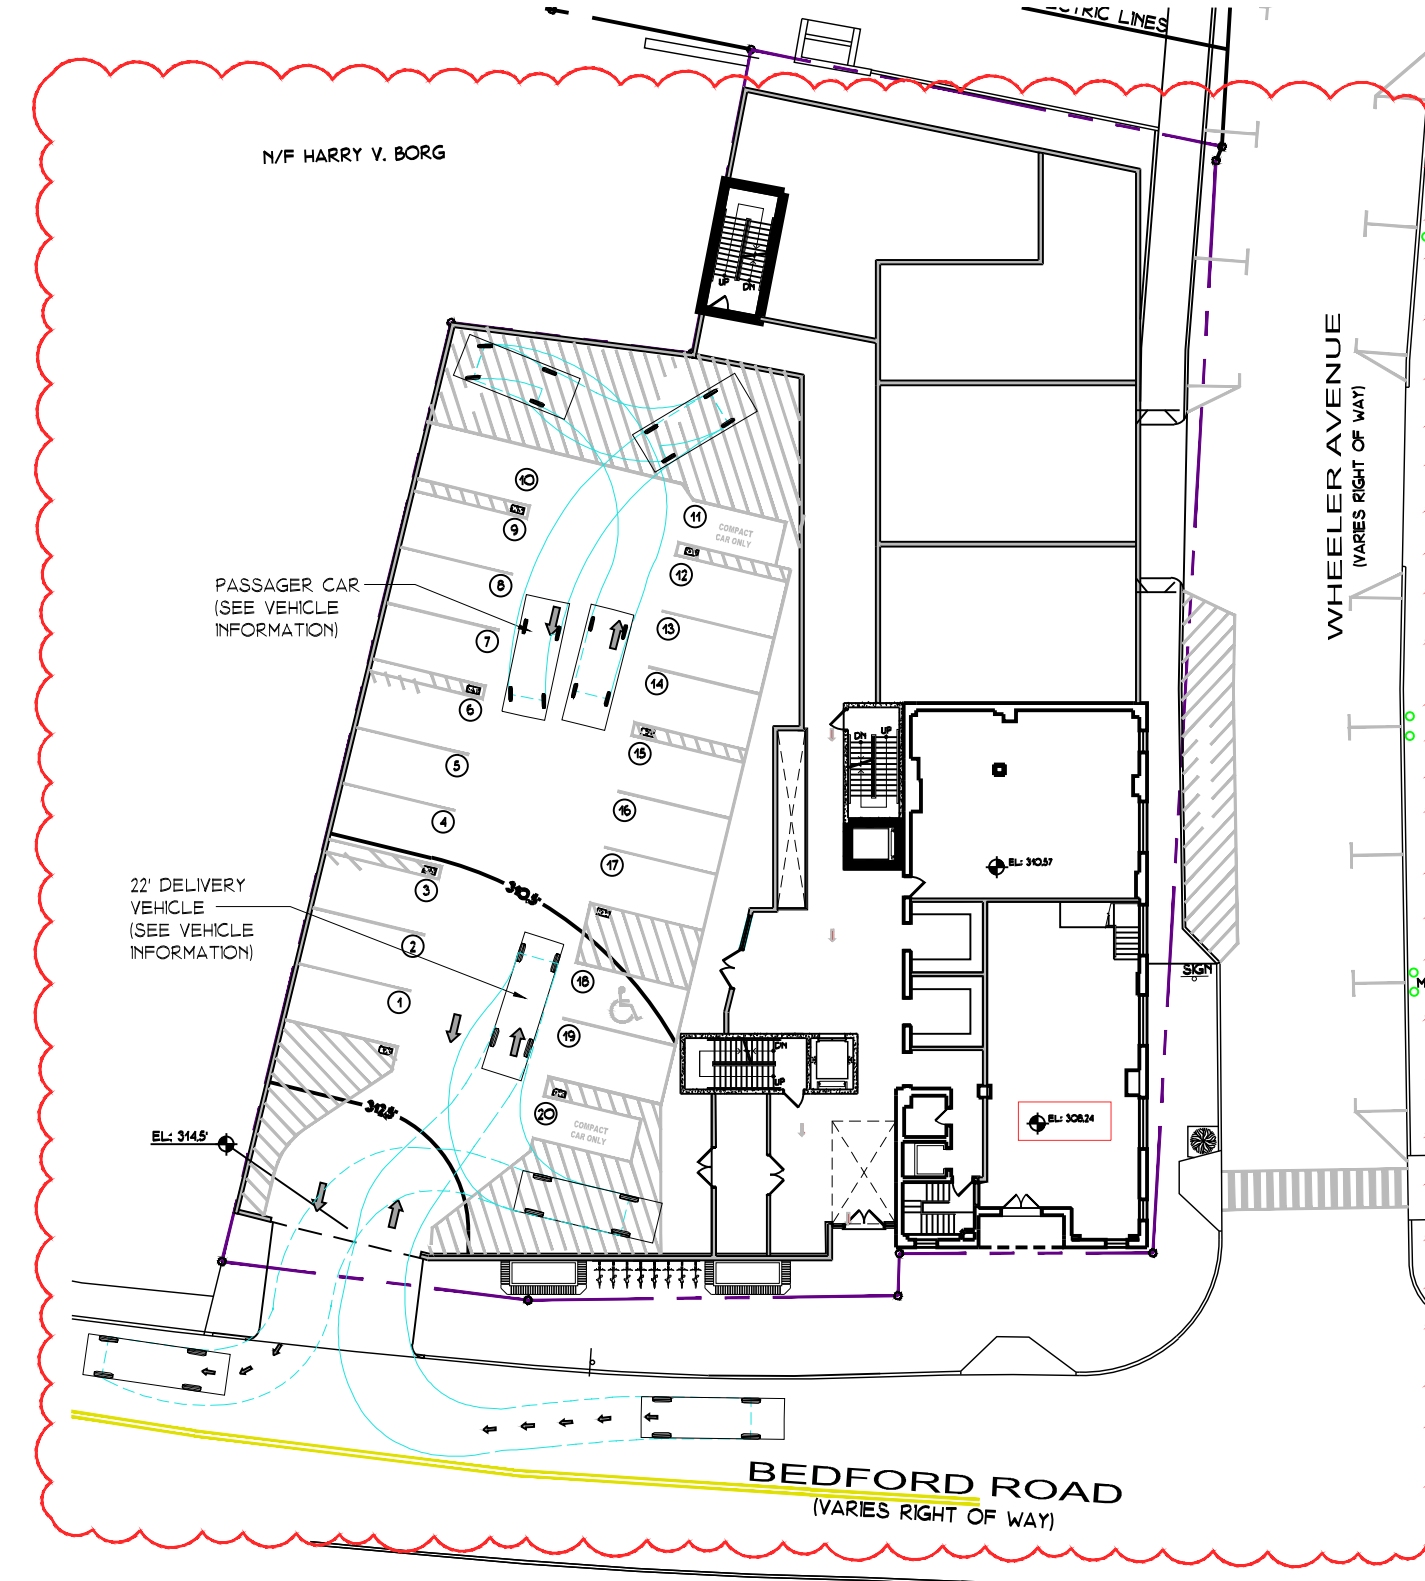 ECTRIC LINES
N/F HARRY V. BORG
UP
DN
WHEELER AVENUE
(VARIES RIGHT OF WAY)
10
9
8
7
6
5
4
3
2
1
11
COMPACT
CAR ONLY
12
13
14
15
16
17
18
19
20
COMPACT
CAR ONLY
PASSAGER CAR
(SEE VEHICLE
INFORMATION)
DN
UP
EL: 310.57
310.5'
22' DELIVERY
VEHICLE
(SEE VEHICLE
INFORMATION)
SIGN
M
DN
UP
312.5'
EL: 314.5'
EL: 308.24
BEDFORD ROAD
(VARIES RIGHT OF WAY)